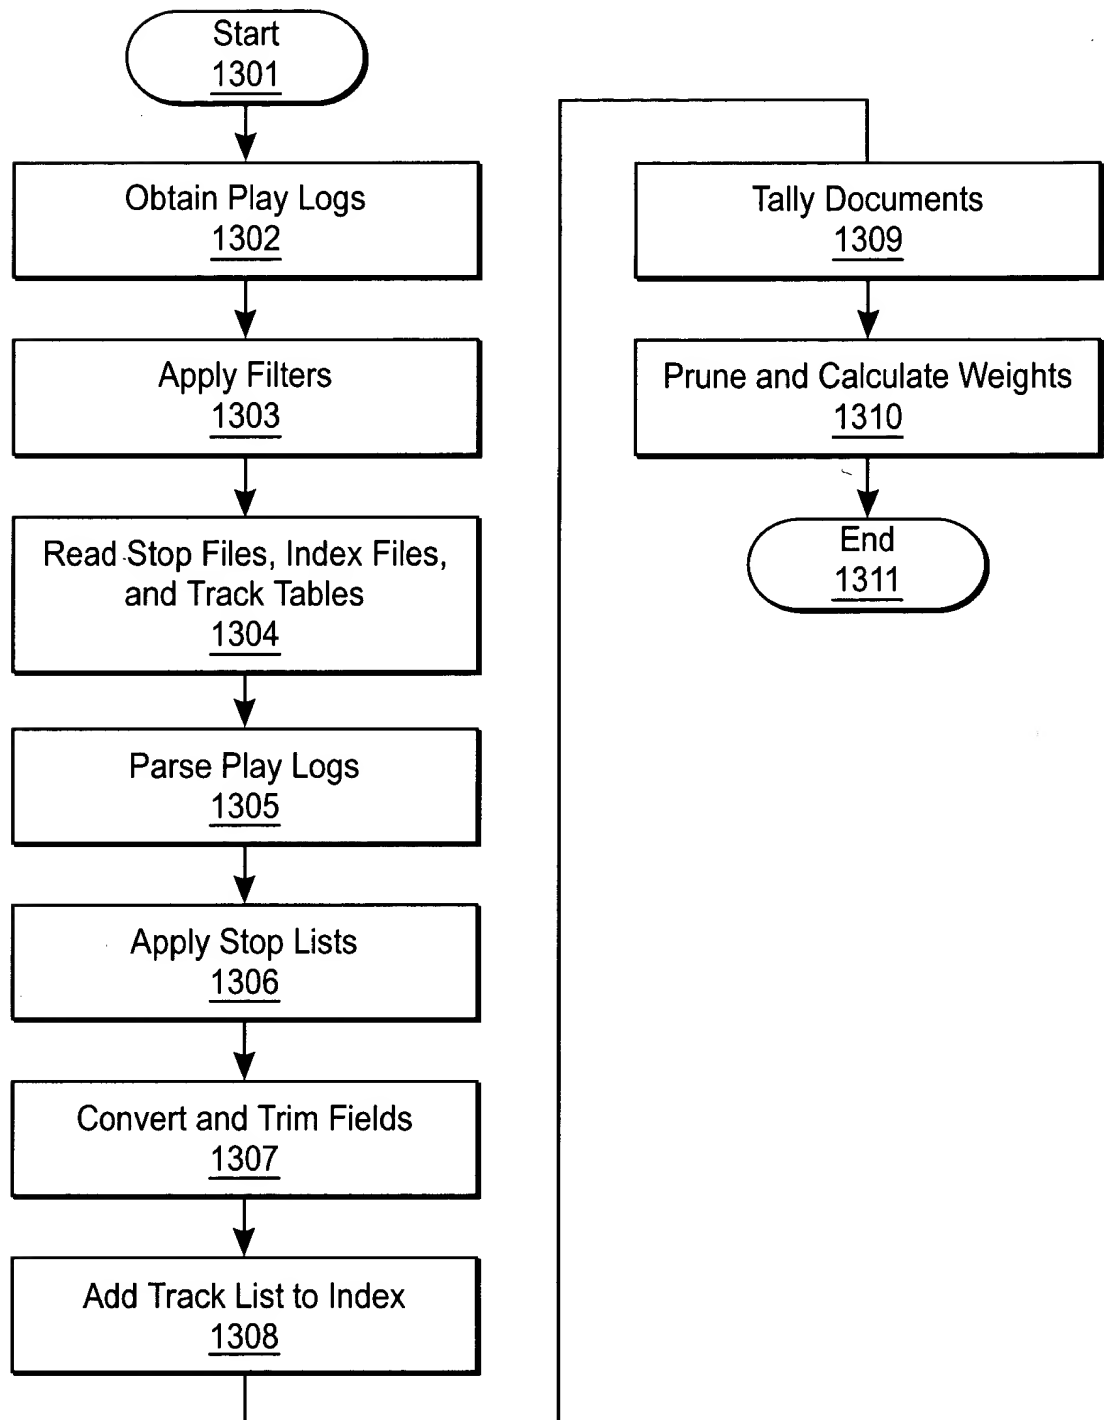 Start
1301
Obtain Play Logs
1302
Apply Filters
1303
Read Stop Files, Index Files,
and Track Tables
1304
Parse Play Logs
1305
Apply Stop Lists
1306
Convert and Trim Fields
1307
Add Track List to Index
1308
Tally Documents
1309
Prune and Calculate Weights
1310
End
1311